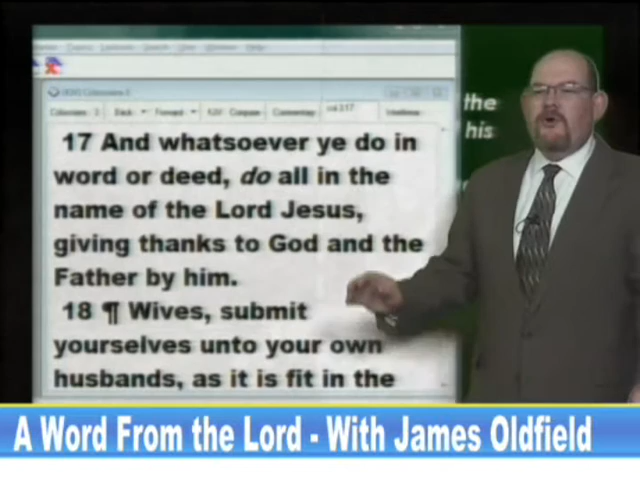 the
his
17 And whatsoever ye do in
word or deed, do all in the
name of the Lord Jesus,
giving thanks to God and the
Father by him.
18 ¶ Wives, submit
yourselves unto your own
husbands, as it is fit in the
A Word From the Lord - With James Oldfield